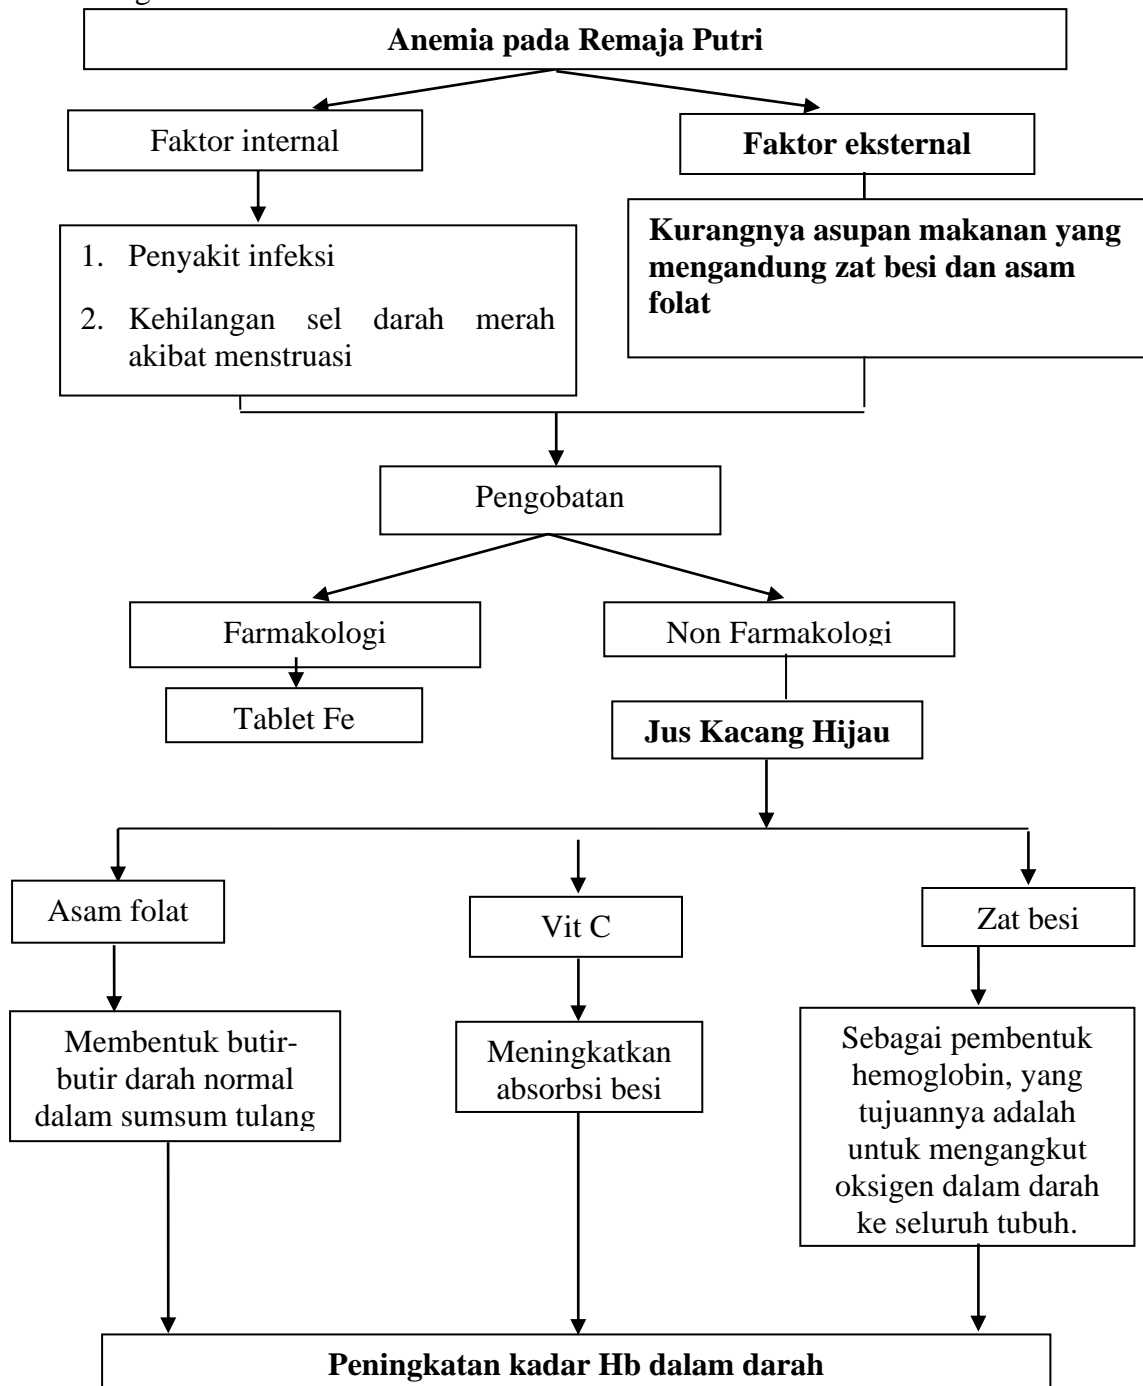 Anemia pada Remaja Putri
Faktor internal
Faktor eksternal
1. Penyakit infeksi
2. Kehilangan sel darah merah
akibat menstruasi
Kurangnya asupan makanan yang
mengandung zat besi dan asam
folat
Pengobatan
Farmakologi
Non Farmakologi
Tablet Fe
Jus Kacang Hijau
Asam folat
Vit C
Zat besi
Membentuk butir-
butir darah normal
dalam sumsum tulang
Meningkatkan
absorbsi besi
Sebagai pembentuk
hemoglobin, yang
tujuannya adalah
untuk mengangkut
oksigen dalam darah
ke seluruh tubuh.
Peningkatan kadar Hb dalam darah